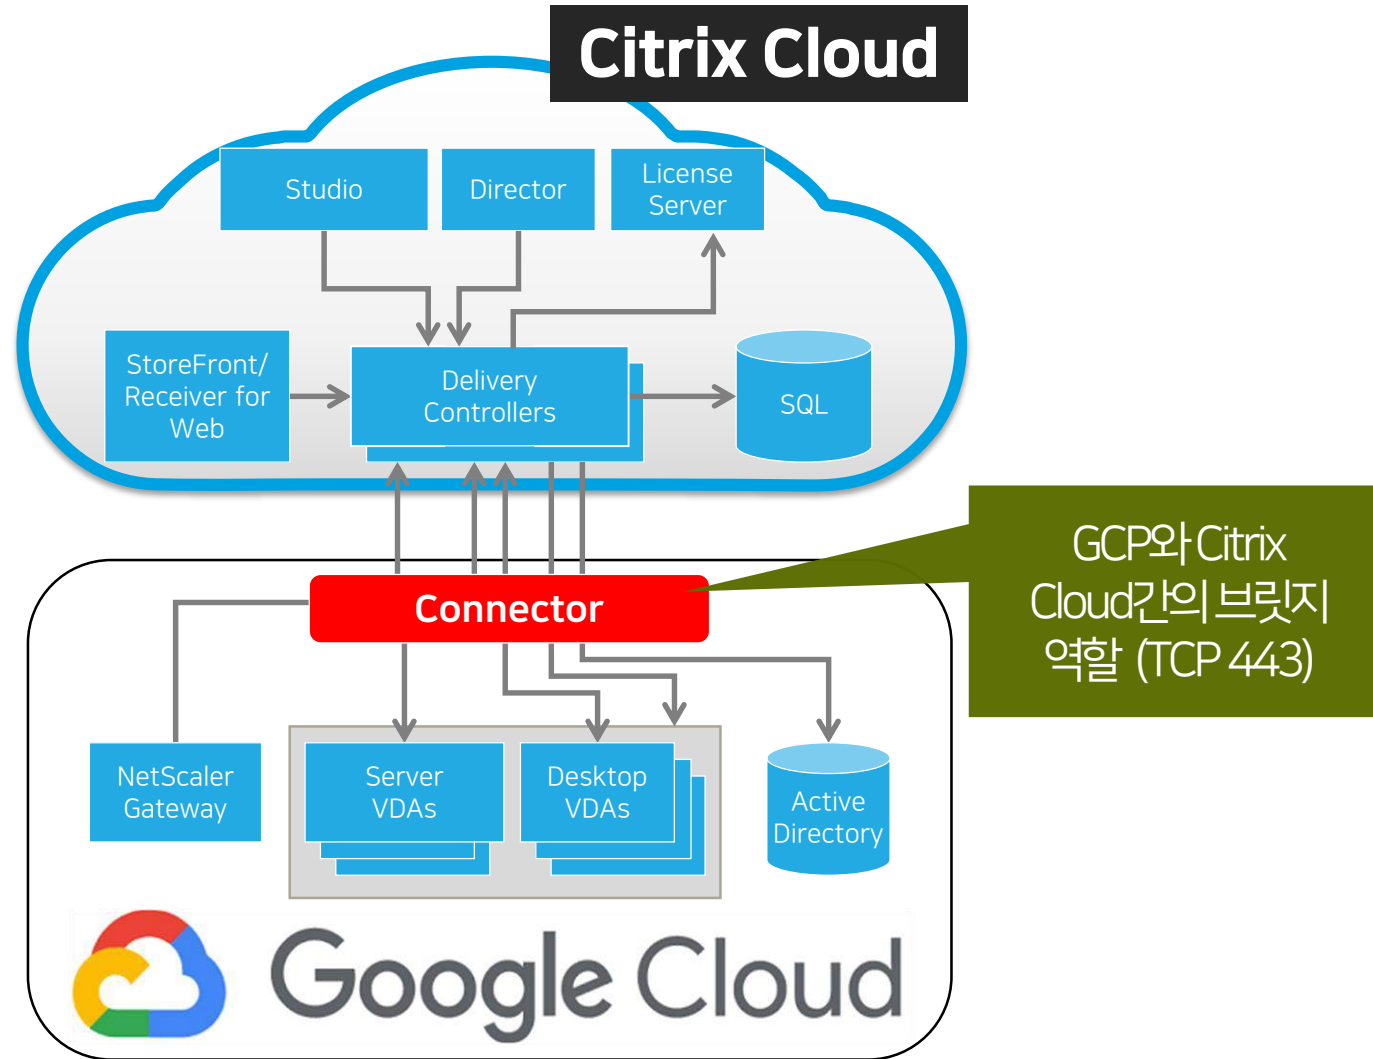 Citrix Cloud
Studio
Director
License
Server
StoreFront/
Receiver for
Web
Delivery
Controllers
SQL
GCP와 Citrix
Cloud간의 브릿지
역할 (TCP 443)
Connector
NetScaler
Gateway
Server
VDAs
Desktop
VDAs
Active
Directory
Google Cloud